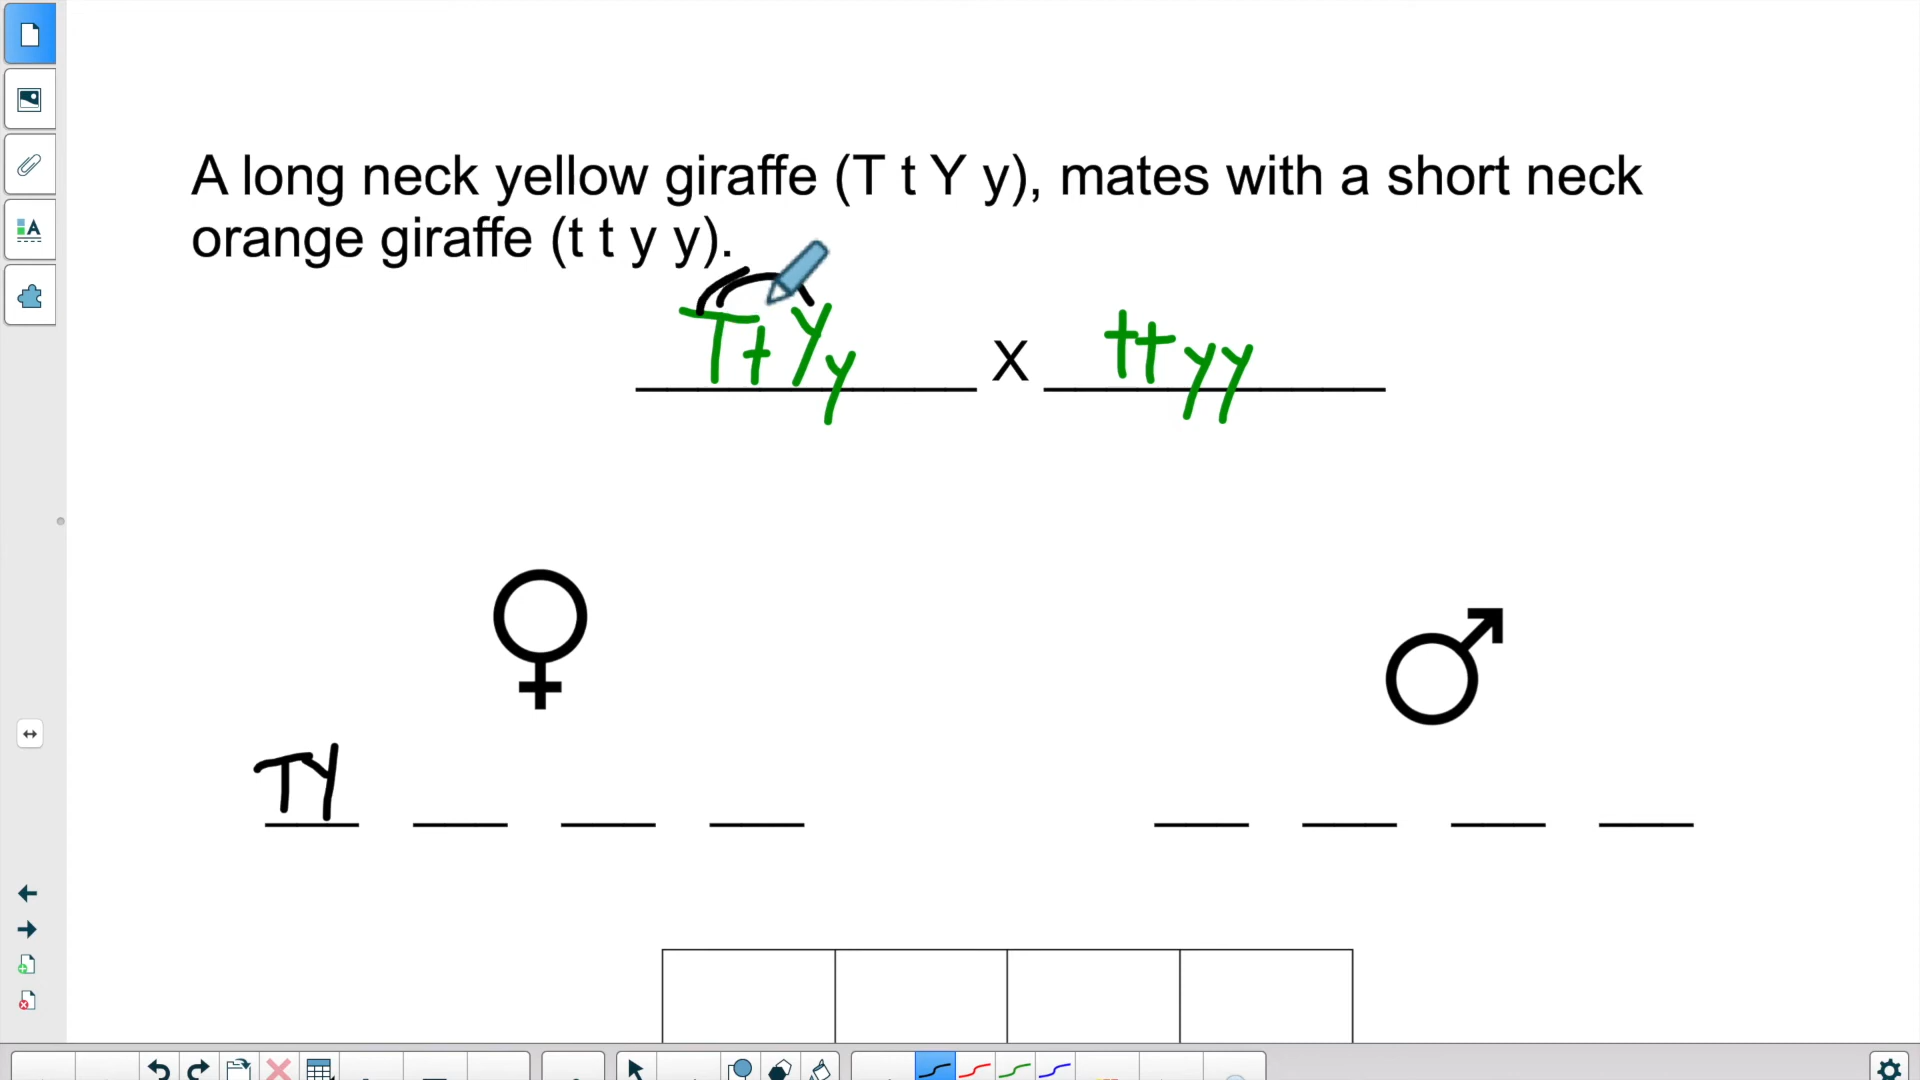 A long neck yellow giraffe (T t Y y), mates with a short neck
orange giraffe (t t y y).
TtYy X ttyy
TY